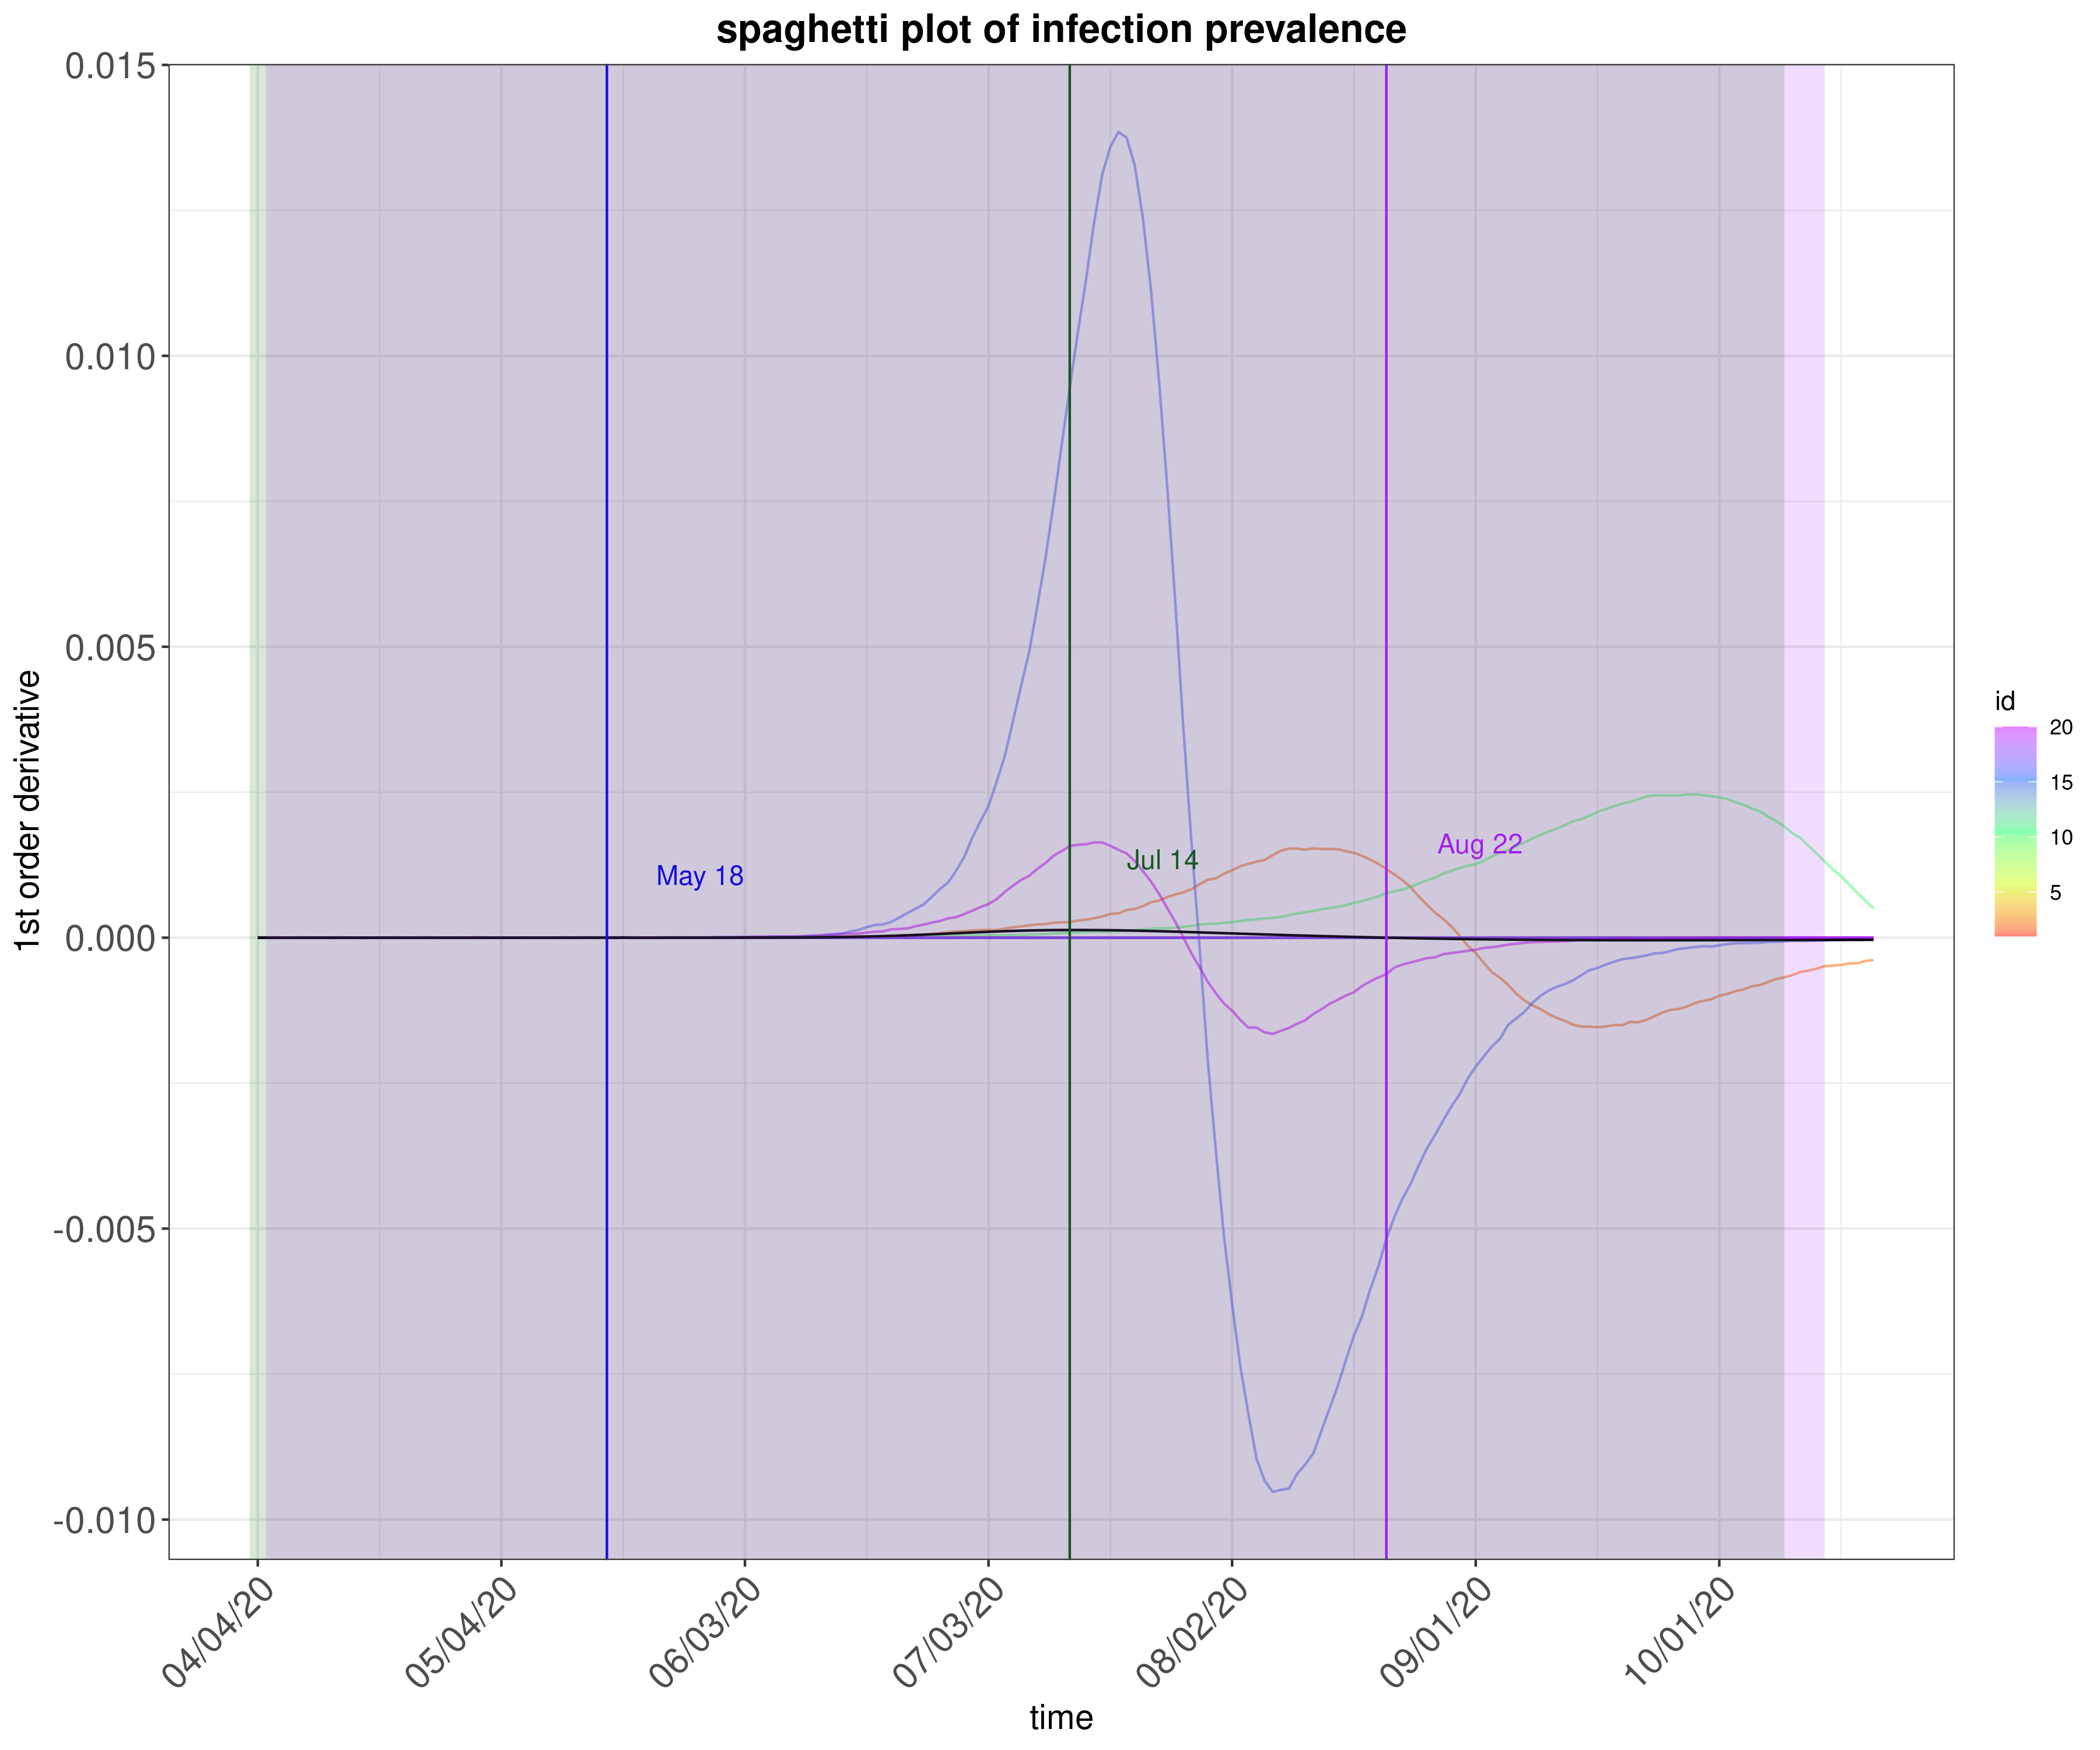 spaghetti plot of infection prevalence
0.015
0.010
0.005
0.000
-0.005
-0.010
1st order derivative
May 18
Jul 14
Aug 22
04/04/20
05/04/20
06/03/20
07/03/20
08/02/20
09/01/20
10/01/20
time
id
20
15
10
5